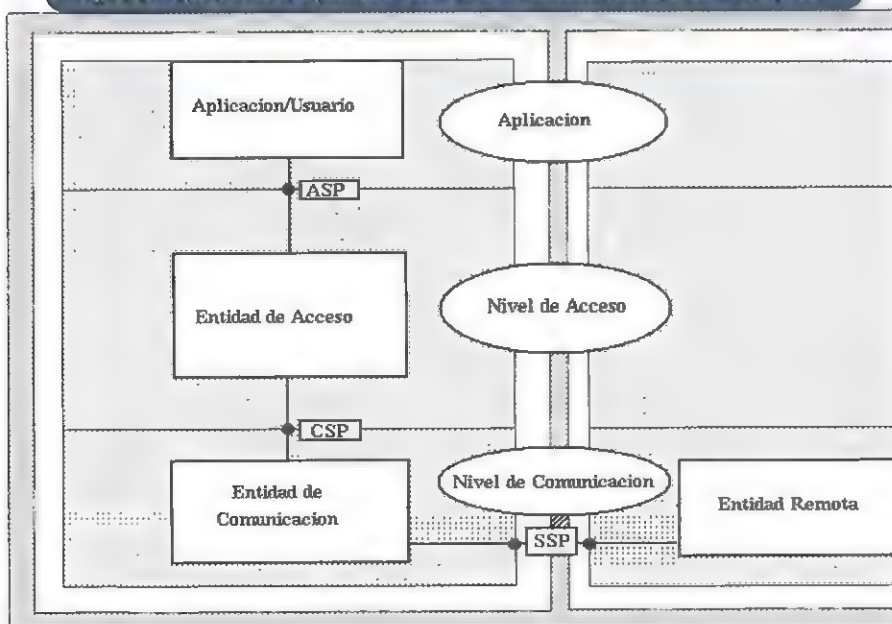 Aplicacion/Usuario
Aplicacion
ASP
Entidad de Acceso
Nivel de Acceso
CSP
Entidad de
Comunicacion
Nivel de Comunicacion
Entidad Remota
SSP